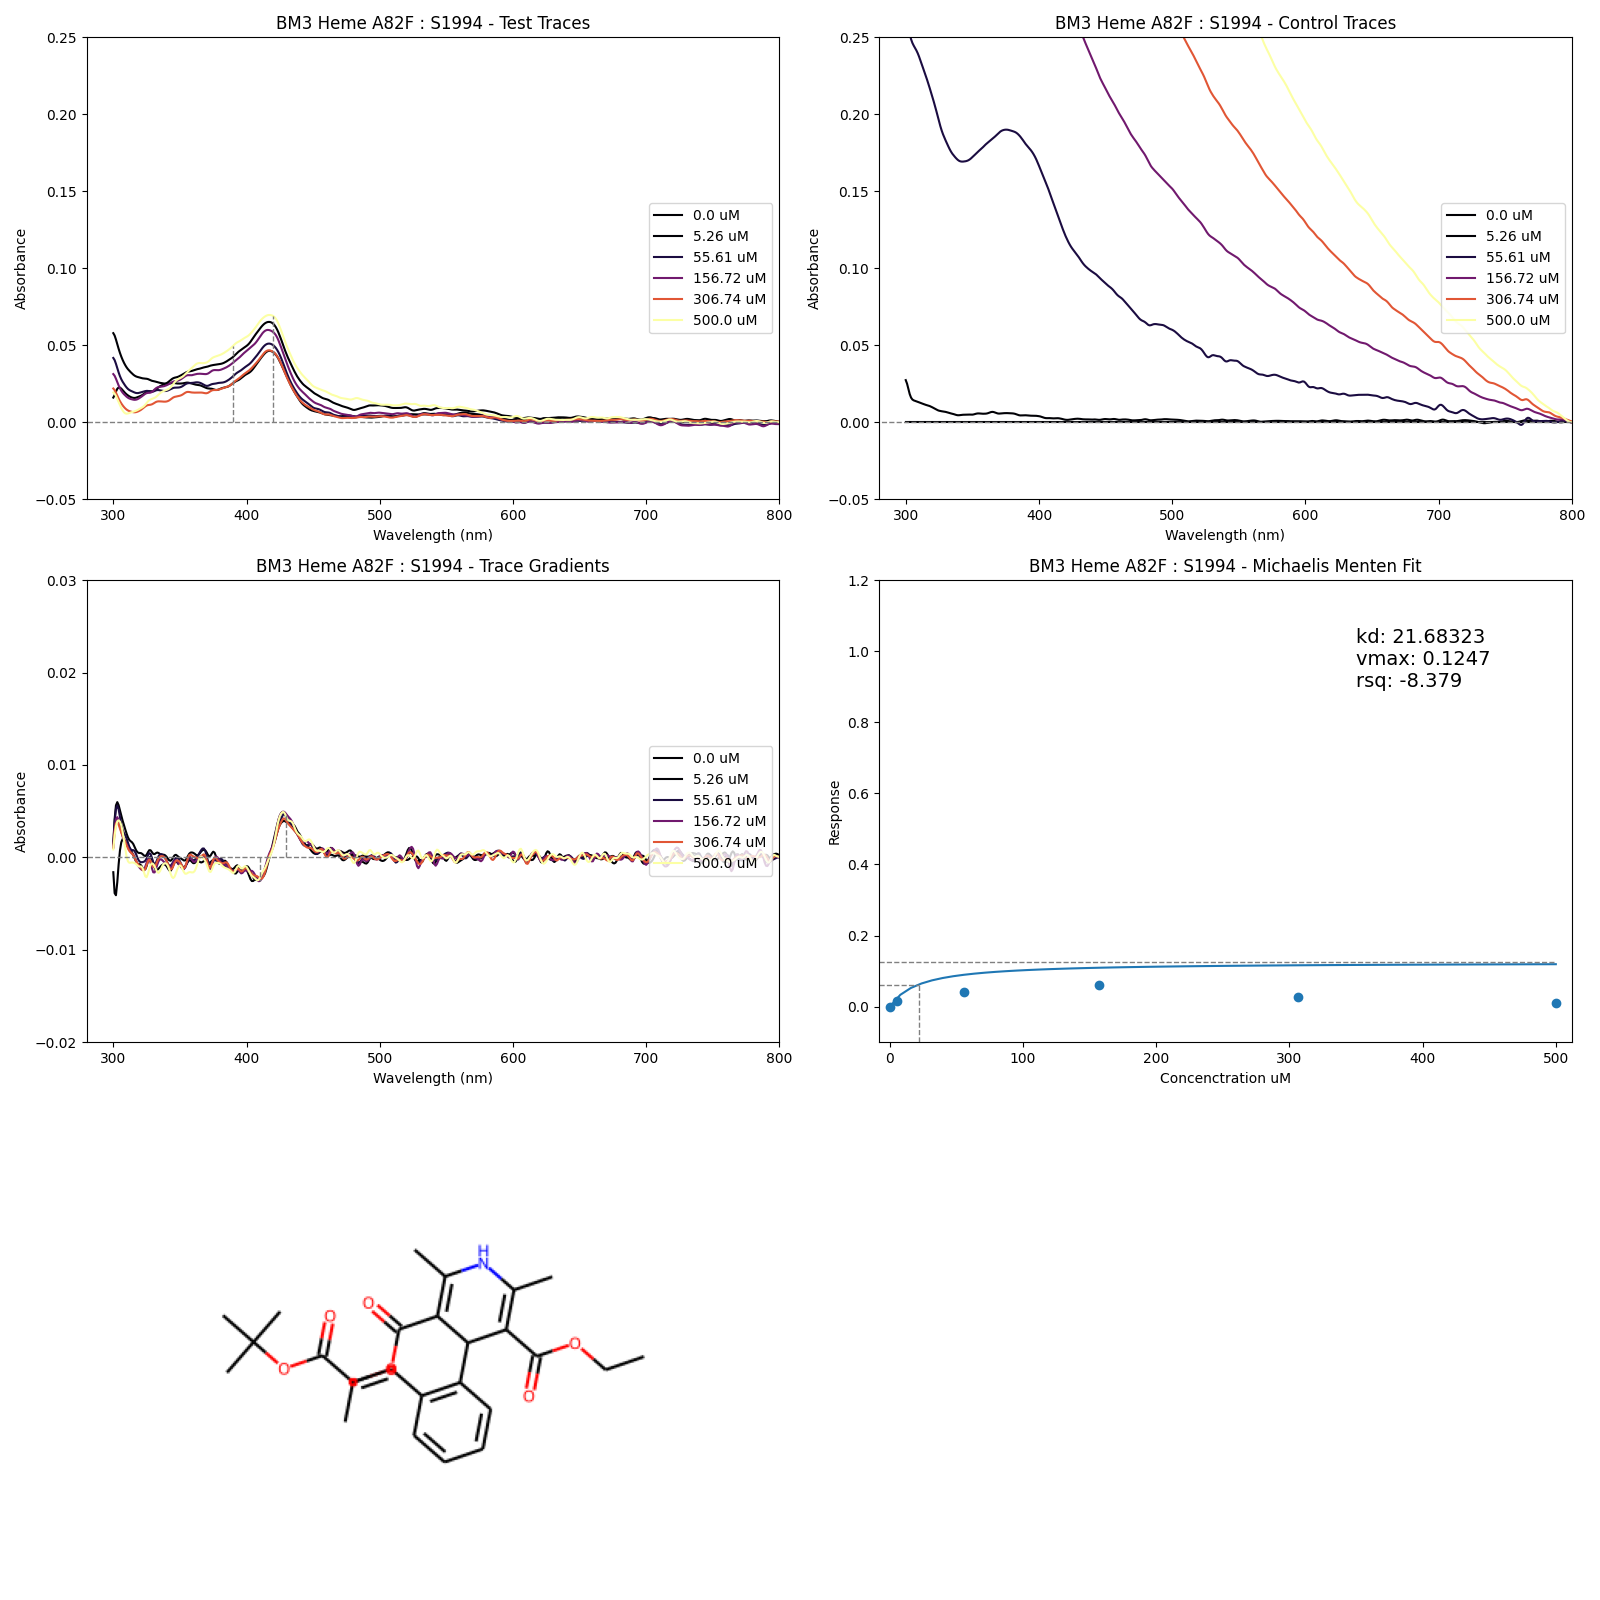 BM3 Heme A82F : S1994 - Test Traces
0.25
0.20
0.15
0.10
0.05
0.00
−0.05
Absorbance
300
400
500
600
700
800
Wavelength (nm)
0.0 uM
5.26 uM
55.61 uM
156.72 uM
306.74 uM
500.0 uM
BM3 Heme A82F : S1994 - Control Traces
0.25
0.20
0.15
0.10
0.05
0.00
−0.05
Absorbance
300
400
500
600
700
800
Wavelength (nm)
0.0 uM
5.26 uM
55.61 uM
156.72 uM
306.74 uM
500.0 uM
BM3 Heme A82F : S1994 - Trace Gradients
0.03
0.02
0.01
0.00
−0.01
−0.02
Absorbance
300
400
500
600
700
800
Wavelength (nm)
0.0 uM
5.26 uM
55.61 uM
156.72 uM
306.74 uM
500.0 uM
BM3 Heme A82F : S1994 - Michaelis Menten Fit
1.2
1.0
0.8
0.6
0.4
0.2
0.0
Response
0
100
200
300
400
500
Concenctration uM
kd: 21.68323
vmax: 0.1247
rsq: -8.379
H
N
O
O
O
O
O